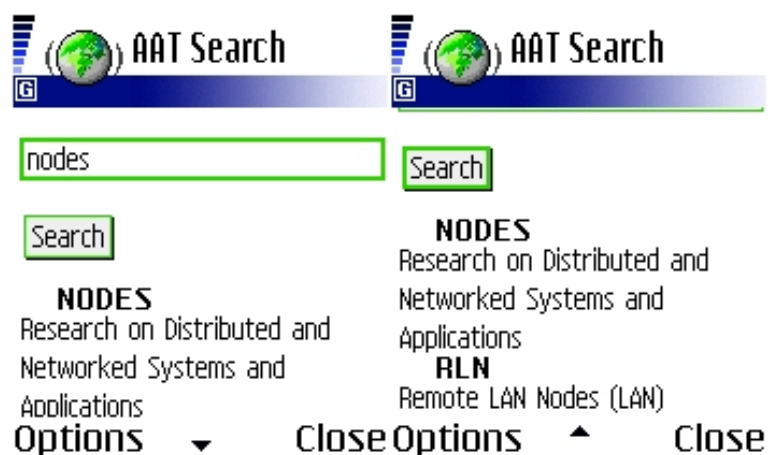 AAT Search
G
nodes
Search
NODES
Research on Distributed and
Networked Systems and
Applications
Options
Close
AAT Search
G
Search
NODES
Research on Distributed and
Networked Systems and
Applications
RLN
Remote LAN Nodes (LAN)
Options
Close